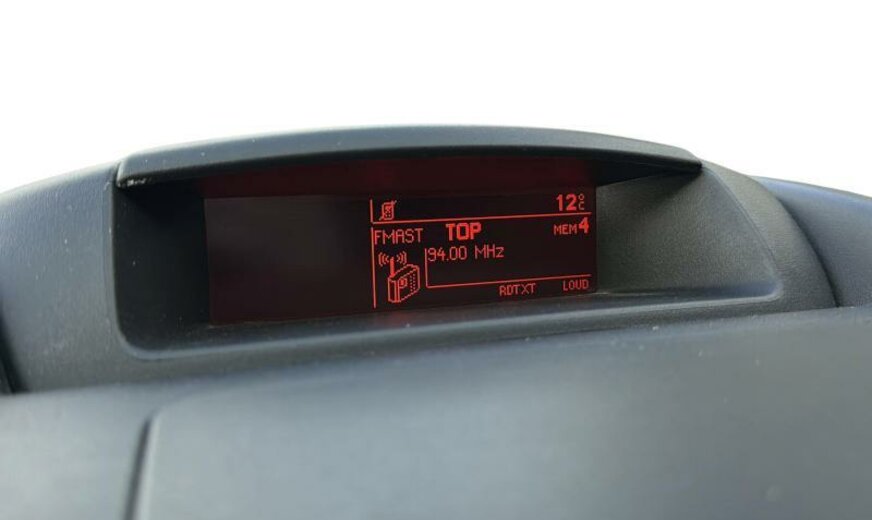 12°C
FMAST TOP MEM4
94.00 MHz
RDTXT LOUD